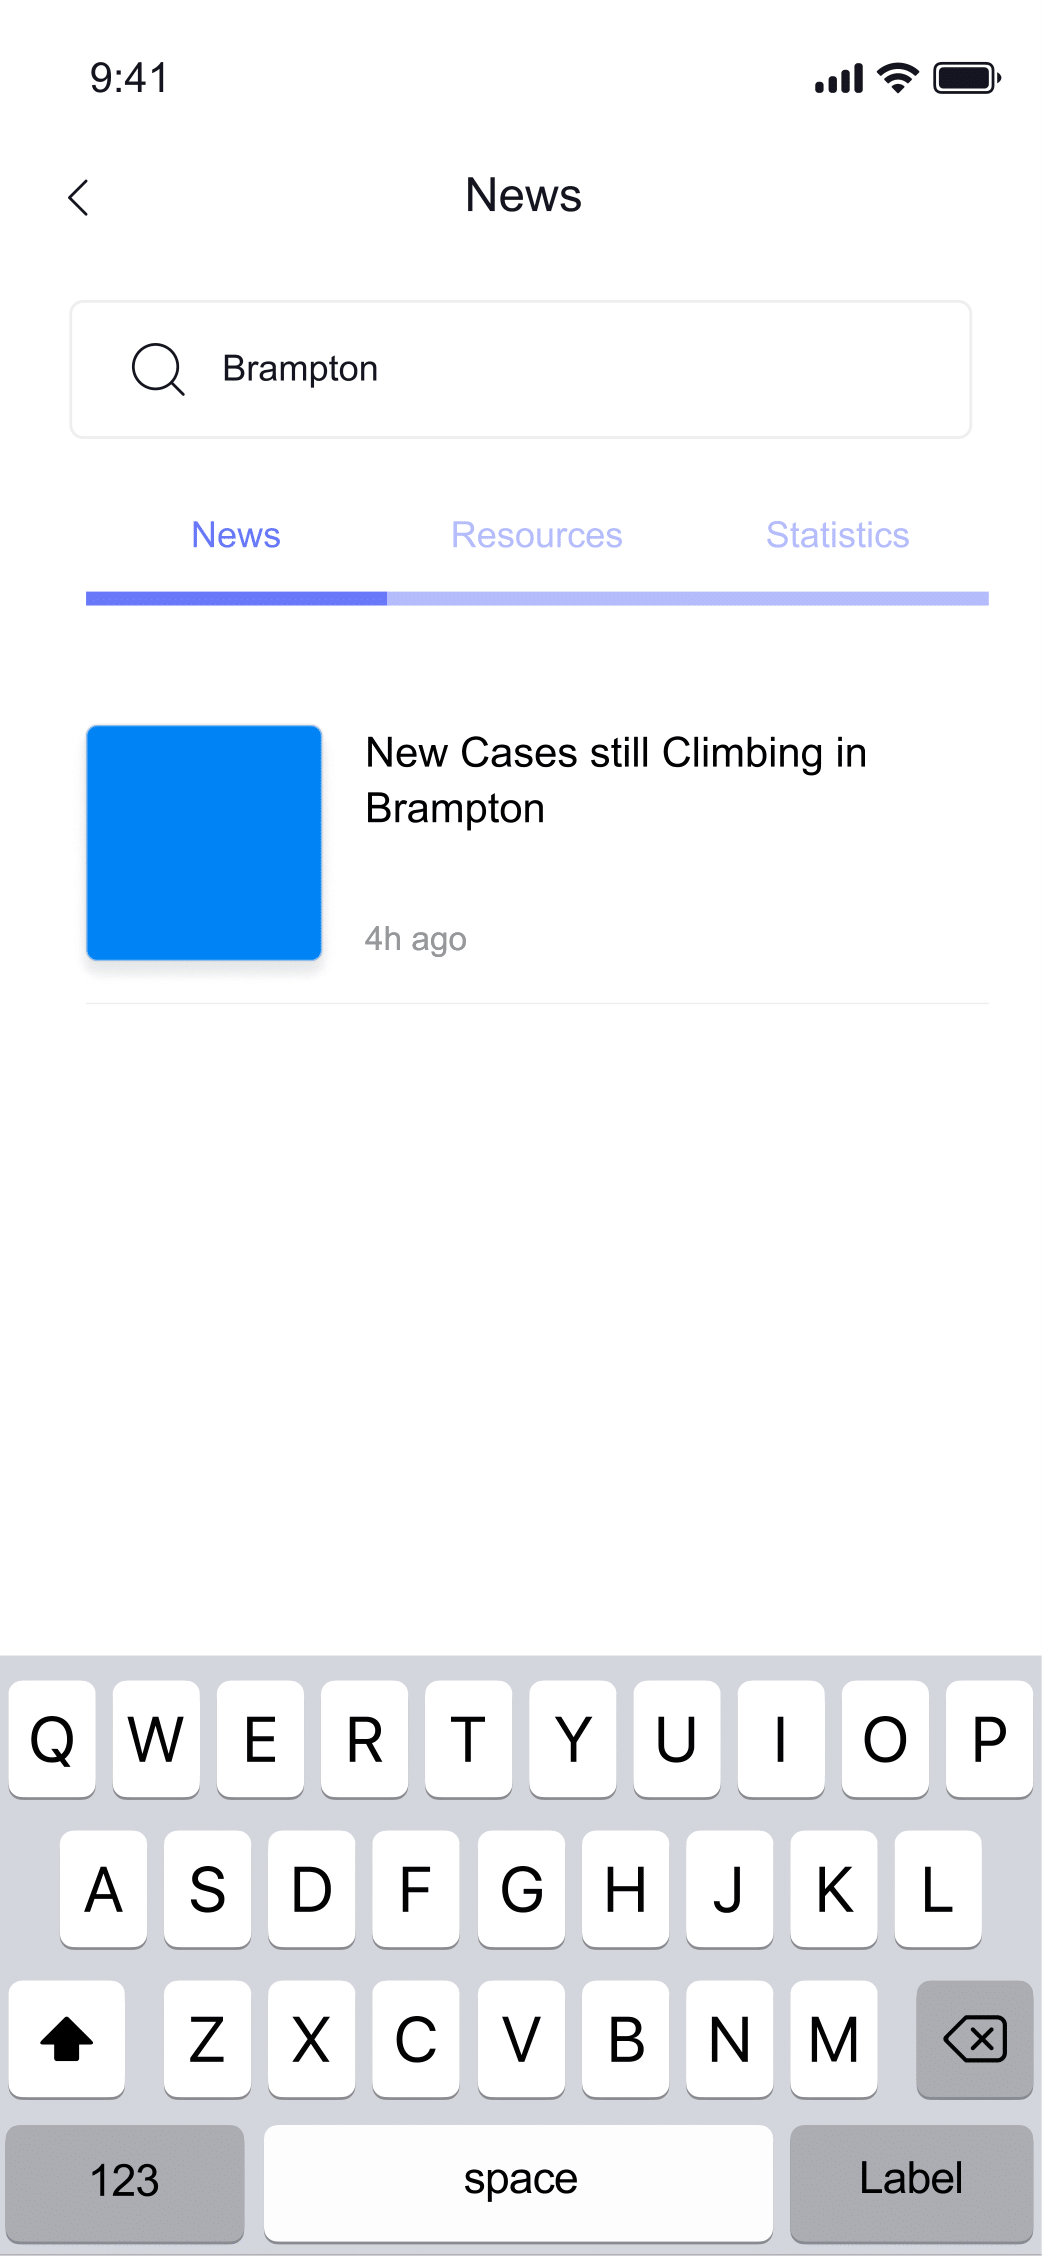 9:41
News
Brampton
News Resources Statistics
New Cases still Climbing in
Brampton
4h ago
Q W E R T Y U I O P
A S D F G H J K L
Z X C V B N M
123 space Label